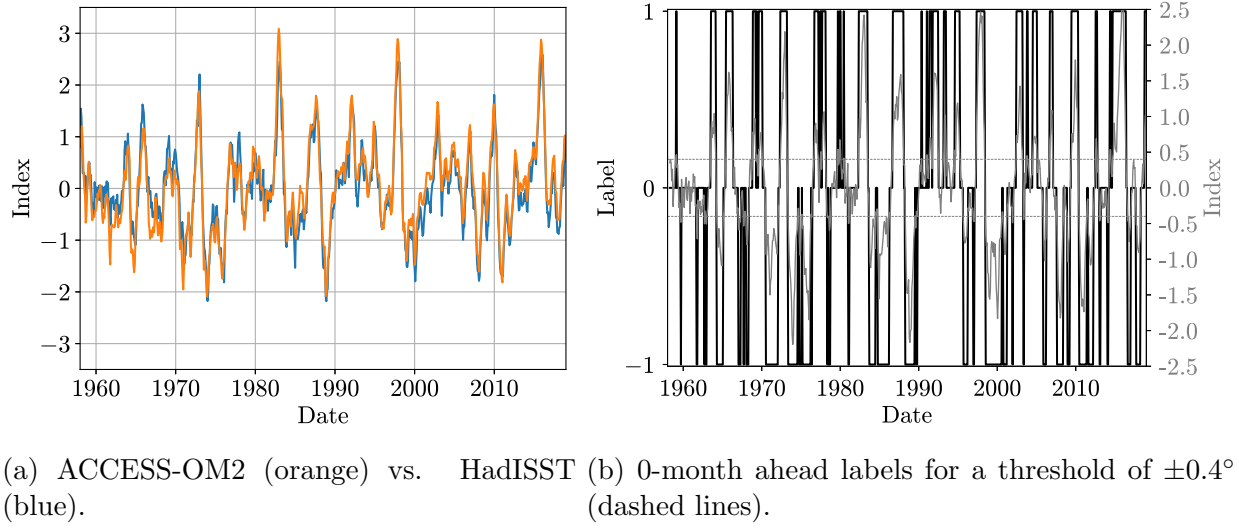 3
2
1
0
−1
−2
−3
Index
1960 1970 1980 1990 2000 2010
Date
1
0
−1
Label
2.5
2.0
1.5
1.0
0.5
0.0
-0.5
-1.0
-1.5
-2.0
-2.5
Index
1960 1970 1980 1990 2000 2010
Date
(a) ACCESS-OM2 (orange) vs. HadISST
(blue).
(b) 0-month ahead labels for a threshold of ±0.4°
(dashed lines).